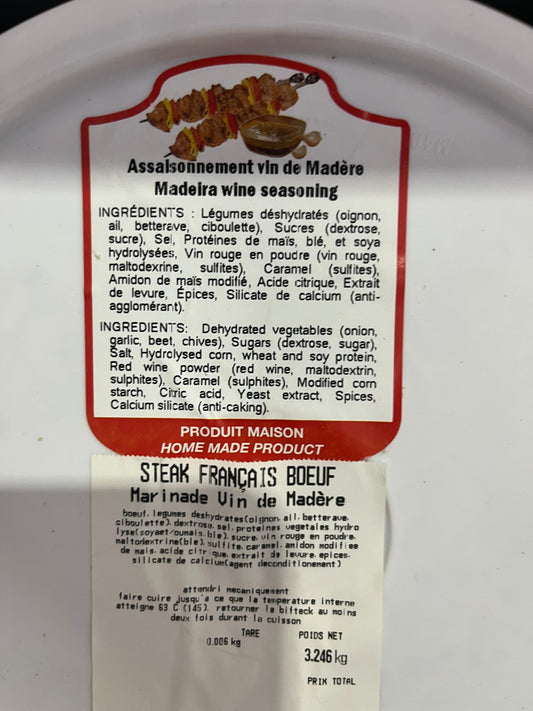 Assaisonnement vin de Madère
Madeira wine seasoning
INGRÉDIENTS : Légumes déshydratés (oignon,
ail, betterave, ciboulette), Sucres (dextrose,
sucre), Sel, Protéines de maïs, blé, et soya
hydrolysées, Vin rouge en poudre (vin rouge,
maltodextrine, sulfites), Caramel (sulfites),
Amidon de maïs modifié, Acide citrique, Extrait
de levure, Épices, Silicate de calcium (anti-
agglomérant).
INGREDIENTS: Dehydrated vegetables (onion,
garlic, beet, chives), Sugars (dextrose, sugar),
Salt, Hydrolysed corn, wheat and soy protein,
Red wine powder (red wine, maltodextrin,
sulphites), Caramel (sulphites), Modified corn
starch, Citric acid, Yeast extract, Spices,
Calcium silicate (anti-caking).
PRODUIT MAISON
HOME MADE PRODUCT
STEAK FRANÇAIS BOEUF
Marinade Vin de Madère
boeuf, legumes deshydrates(oignon, ail, betterave,
ciboulette), dextrose, sel, proteines vegetales hydro
lyse(soyaet/oumais, ble), sucre, vin rouge en poudre,
maltodextrine(ble), sulfite, caramel, amidon modifiee
de mais, acide citrique, extrait de levure, epices,
silicate de calcium(agent deconditionement)
attendri mecaniquement
faire cuire jusqu'a ce que la temperature interne
atteigne 63 C (145), retourner le bifteck au moins
deux fois durant la cuisson
TARE POIDS NET
0.006 kg
3.246 kg
PRIX TOTAL